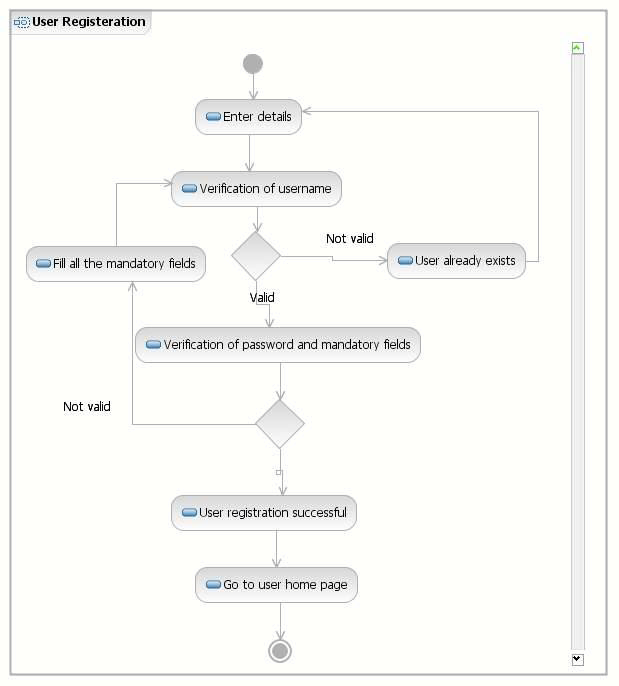 User Registeration
Enter details
Verification of username
Not valid
Fill all the mandatory fields
User already exists
Valid
Verification of password and mandatory fields
Not valid
User registration successful
Go to user home page